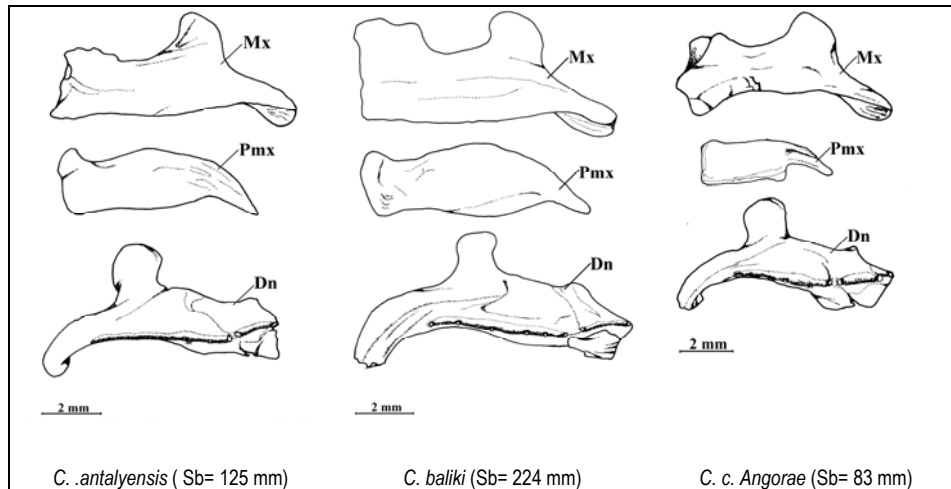 Mx Mx Mx
Pmx Pmx Pmx
Dn Dn Dn
2 mm 2 mm 2 mm
C. .antalyensis ( Sb= 125 mm) C. baliki (Sb= 224 mm) C. c. Angorae (Sb= 83 mm)